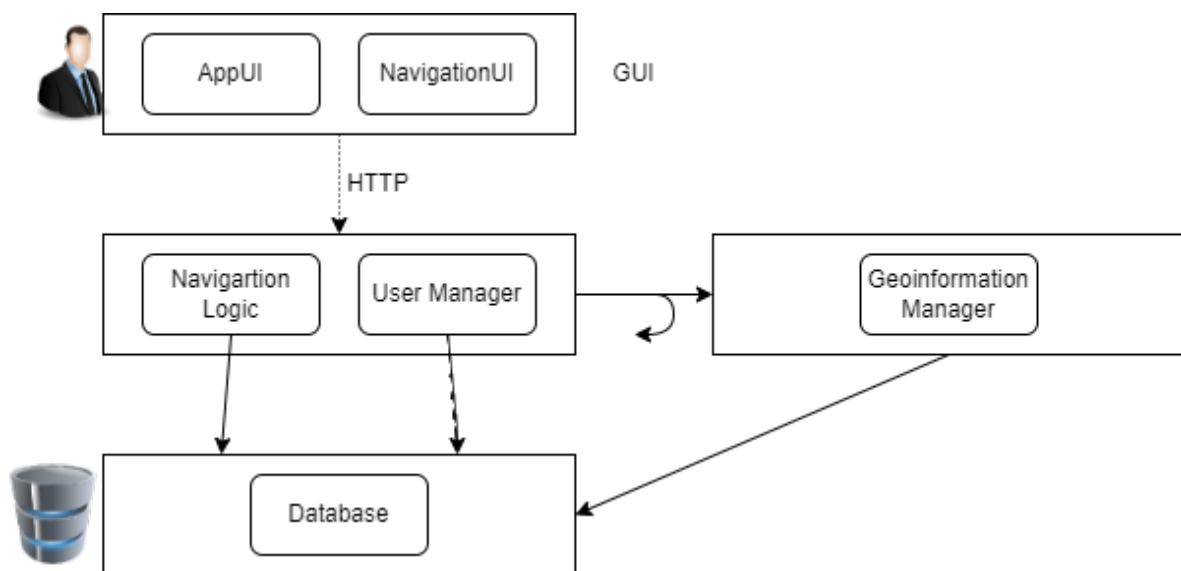 AppUI
NavigationUI
GUI
HTTP
Navigartion
Logic
User Manager
Geoinformation
Manager
Database